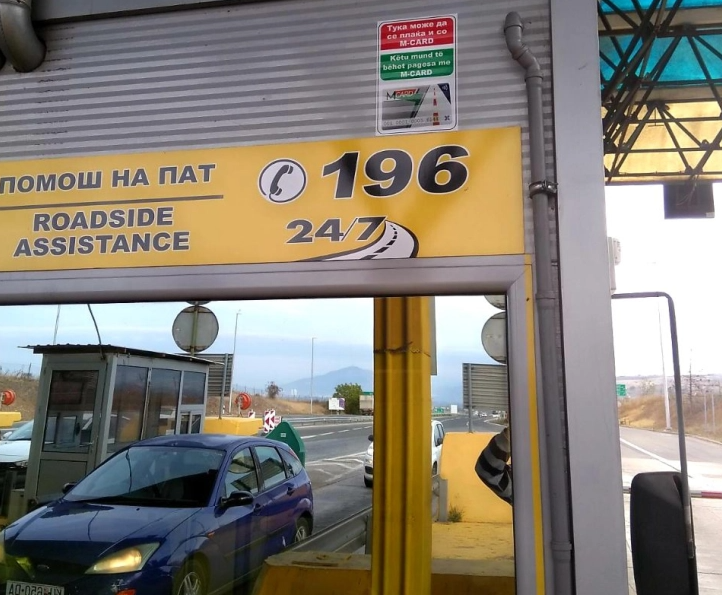 Тука може да
се плаќа и со
M-CARD
Këtu mund të
bëhet pagesa me
M-CARD
ПОМОШ НА ПАТ
196
ROADSIDE
ASSISTANCE
24/7